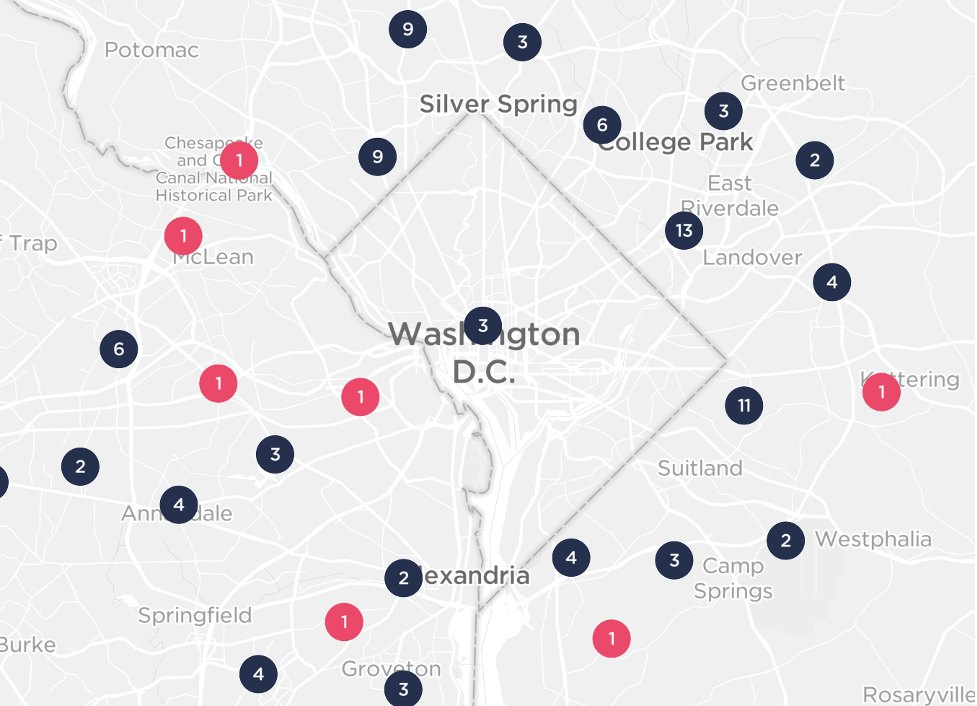 9
3
Potomac
Silver Spring
Greenbelt
3
6
College Park
Chesapeake
and C
Canal National
Historical Park
1
9
2
East
Riverdale
13
f Trap
1
McLean
Landover
4
3
Washington
D.C.
6
1
1
Kettering
1
11
2
3
Suitland
4
Annandale
Westphalia
2
4
3
Camp
Springs
2
lexandria
Springfield
1
1
Burke
Groveton
4
3
Rosaryville